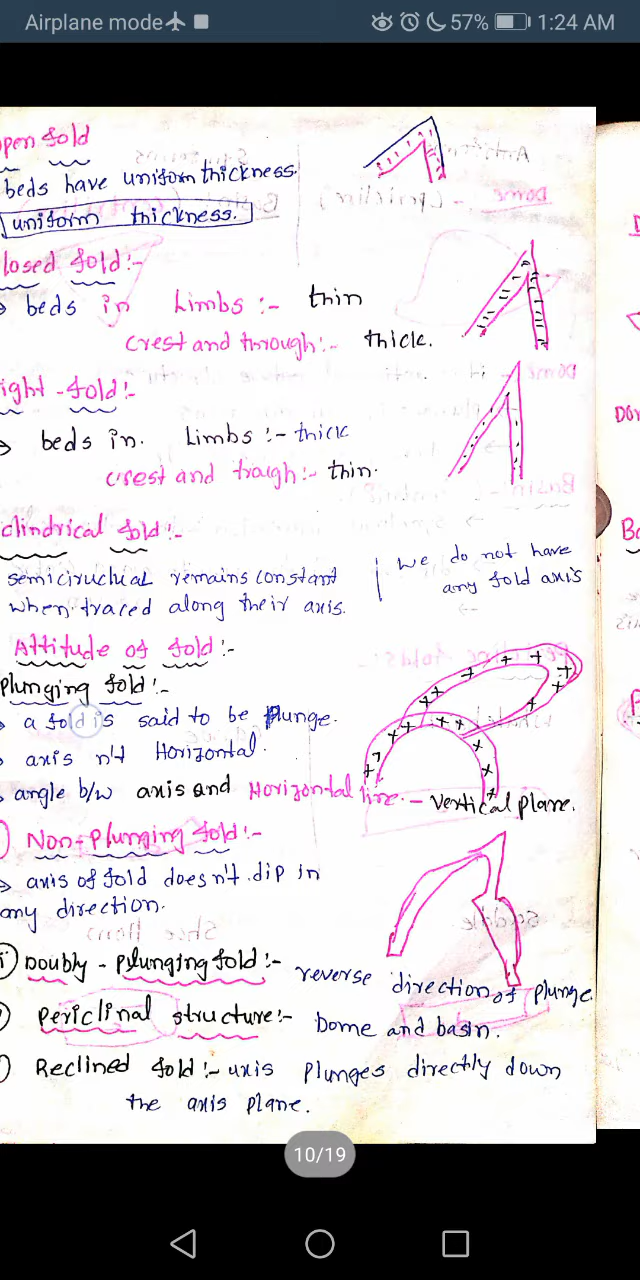 Airplane mode 57% 1:24 AM
pen fold
beds have uniform thickness.
uniform thickness.
losed fold:-
beds in Limbs :- thin
crest and through:- thick.
ight - fold:-
beds in. Limbs :- thick
crest and trough:- thin.
clindrical fold:-
semiciruchial remains constant
when traced along their axis.
we do not have
any fold axis
Attitude of fold :-
Plunging fold:-
a fold is said to be plunge.
axis n't Horizontal.
angle b/w axis and Horizontal line. - vertical plane.
Non-plunging fold:-
axis of fold doesn't dip in
any direction.
Doubly - plunging fold:- reverse direction of plunge.
periclinal structure:- Dome and basin.
Reclined fold:- axis plunges directly down
the axis plane.
10/19